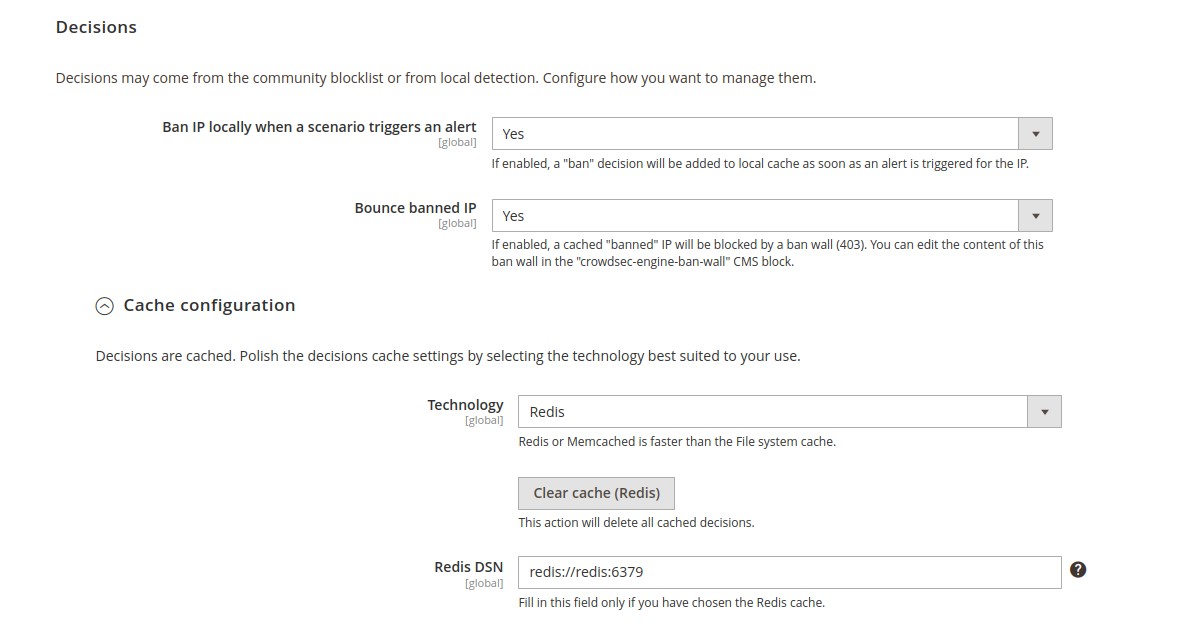 Decisions
Decisions may come from the community blocklist or from local detection. Configure how you want to manage them.
Ban IP locally when a scenario triggers an alert
[global]
Yes
If enabled, a "ban" decision will be added to local cache as soon as an alert is triggered for the IP.
Bounce banned IP
[global]
Yes
If enabled, a cached "banned" IP will be blocked by a ban wall (403). You can edit the content of this
ban wall in the "crowdsec-engine-ban-wall" CMS block.
Cache configuration
Decisions are cached. Polish the decisions cache settings by selecting the technology best suited to your use.
Technology
[global]
Redis
Redis or Memcached is faster than the File system cache.
Clear cache (Redis)
This action will delete all cached decisions.
Redis DSN
[global]
redis://redis:6379
?
Fill in this field only if you have chosen the Redis cache.